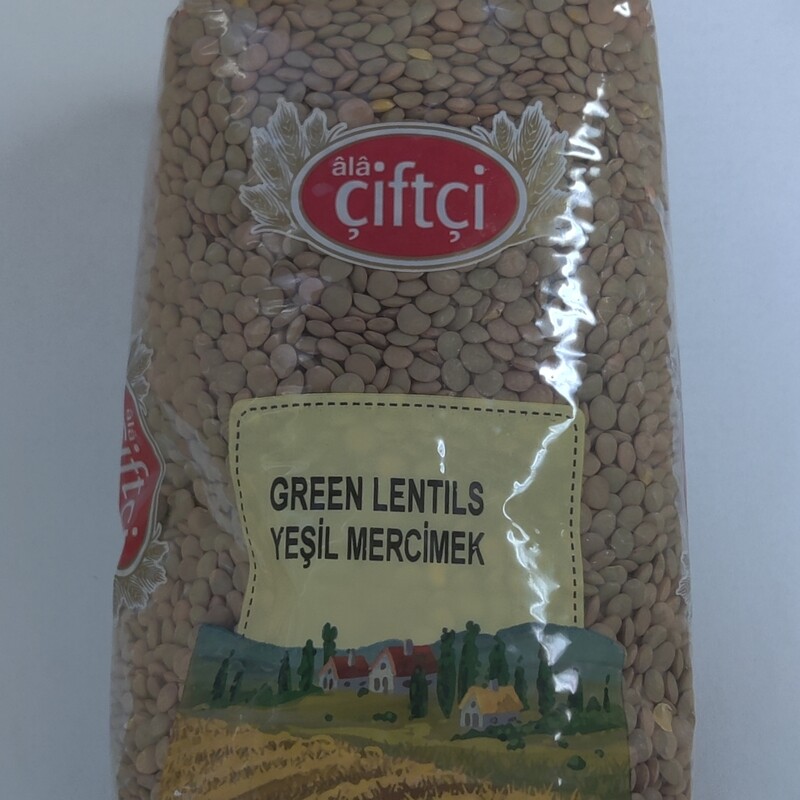 âlâ
çiftçi
âlâ
çiftçi
GREEN LENTILS
YEŞİL MERCİMEK